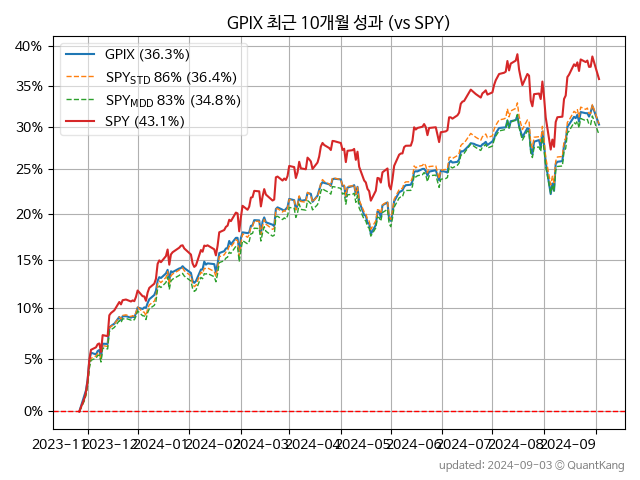 GPIX 최근 10개월 성과 (vs SPY)
GPIX (36.3%)
SPY_STD 86% (36.4%)
SPY_MDD 83% (34.8%)
SPY (43.1%)
40%
35%
30%
25%
20%
15%
10%
5%
0%
2023-11 2023-12 2024-01 2024-02 2024-03 2024-04 2024-05 2024-06 2024-07 2024-08 2024-09
updated: 2024-09-03 © QuantKang